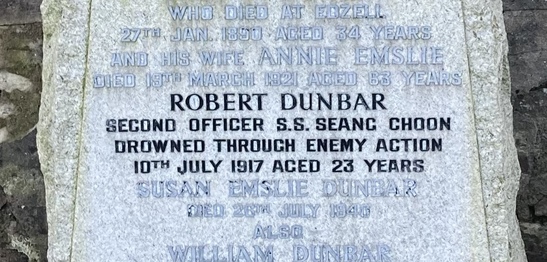 WHO DIED AT EDZELL
27TH JAN. 1890 AGED 34 YEARS
AND HIS WIFE ANNIE EMSLIE
DIED 19TH MARCH 1921 AGED 63 YEARS
ROBERT DUNBAR
SECOND OFFICER S.S. SEANG CHOON
DROWNED THROUGH ENEMY ACTION
10TH JULY 1917 AGED 23 YEARS
SUSAN EMSLIE DUNBAR
DIED 26TH JULY 1946
ALSO
WILLIAM DUNBAR